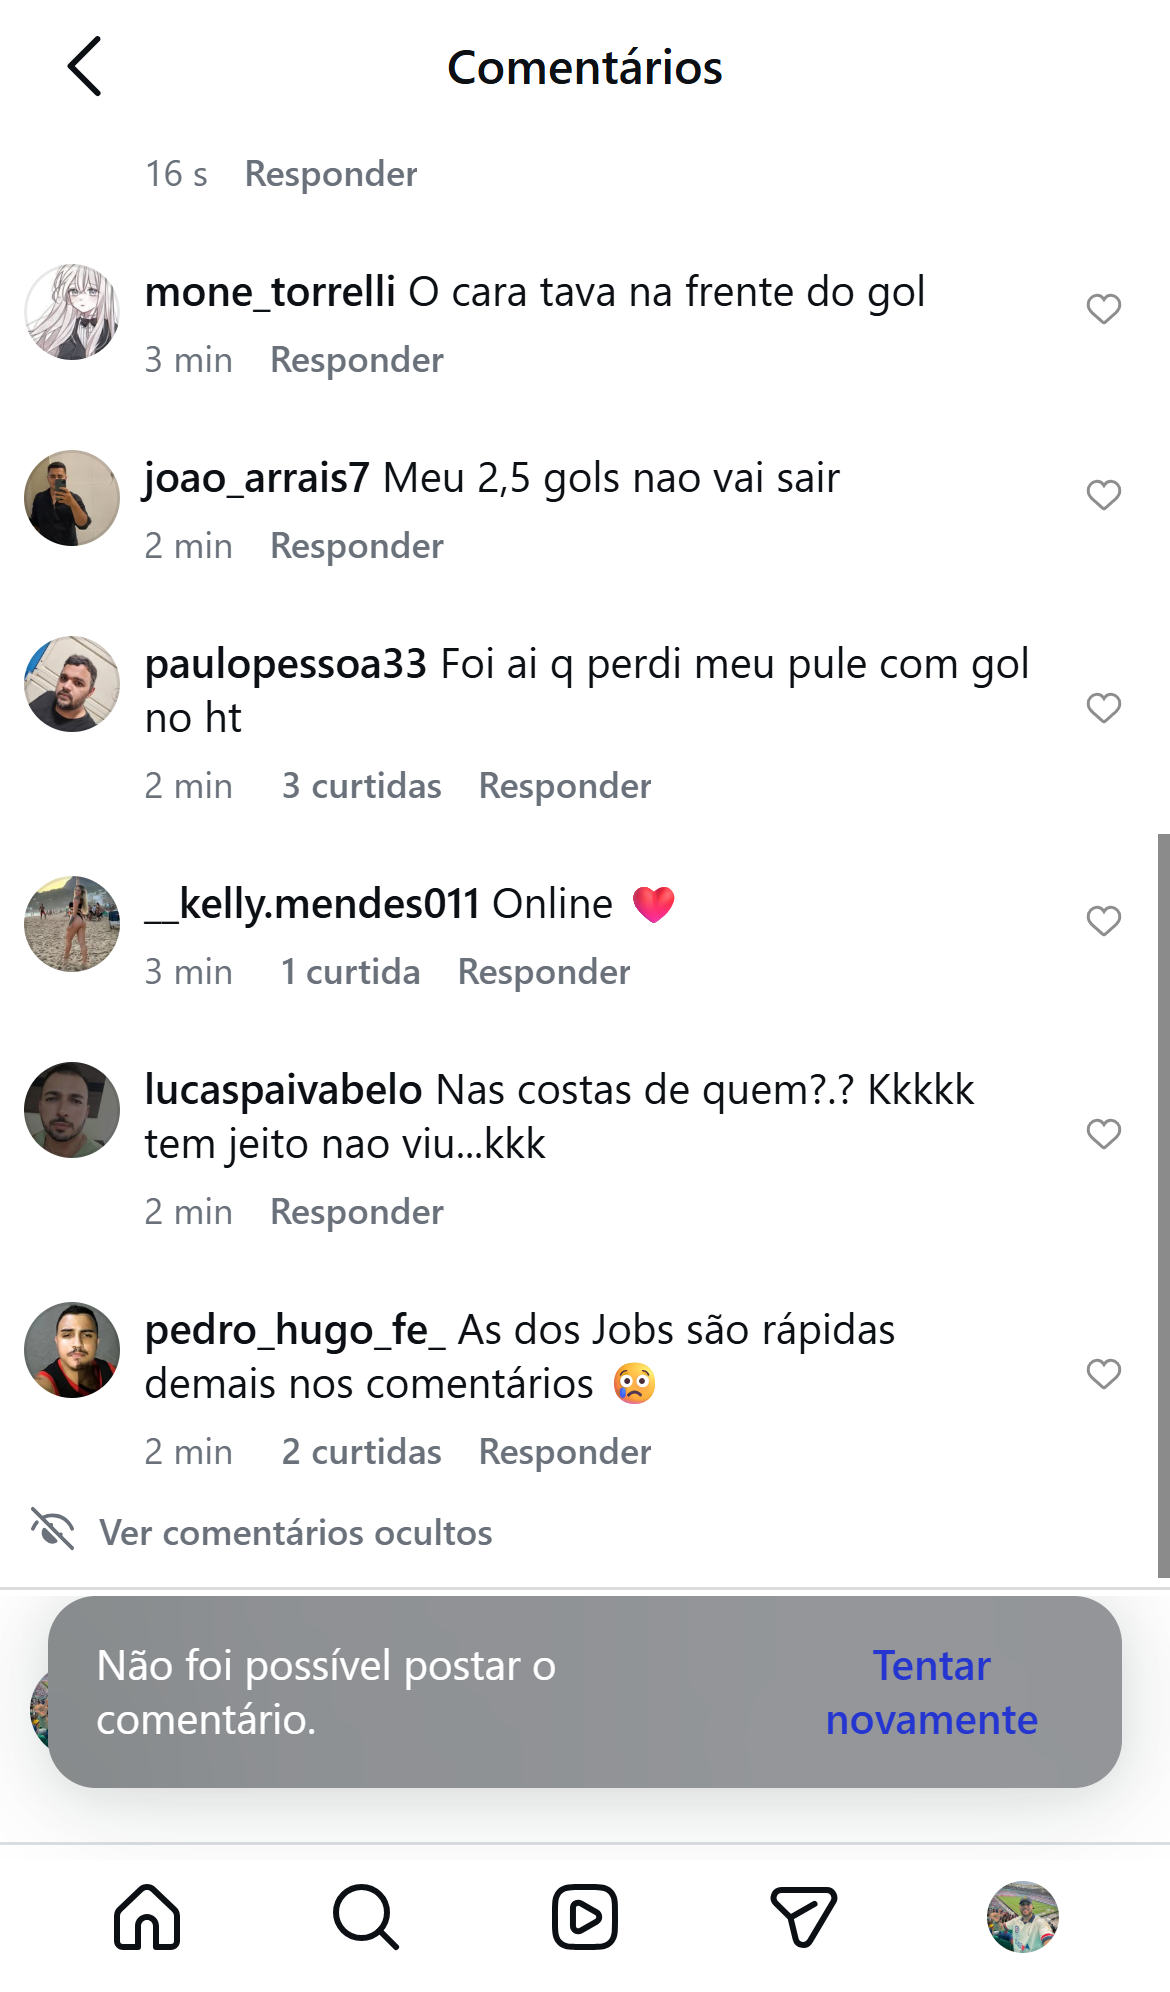 Comentários
16 s Responder
mone_torrelli O cara tava na frente do gol
3 min Responder
joao_arrais7 Meu 2,5 gols nao vai sair
2 min Responder
paulopessoa33 Foi ai q perdi meu pule com gol
no ht
2 min 3 curtidas Responder
__kelly.mendes011 Online ❤️
3 min 1 curtida Responder
lucaspaivabelo Nas costas de quem?.? Kkkkk
tem jeito nao viu...kkk
2 min Responder
pedro_hugo_fe_ As dos Jobs são rápidas
demais nos comentários 😢
2 min 2 curtidas Responder
Ver comentários ocultos
Não foi possível postar o
comentário.
Tentar
novamente